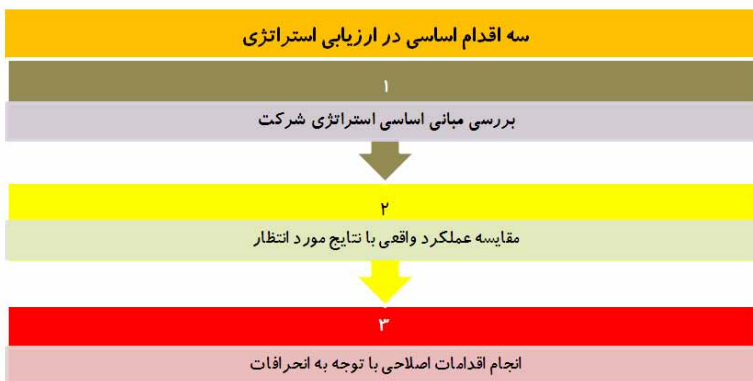 سه اقدام اساسی در ارزیابی استراتژی
۱
بررسی مبانی اساسی استراتژی شرکت
۲
مقایسه عملکرد واقعی با نتایج مورد انتظار
۳
انجام اقدامات اصلاحی با توجه به انحرافات